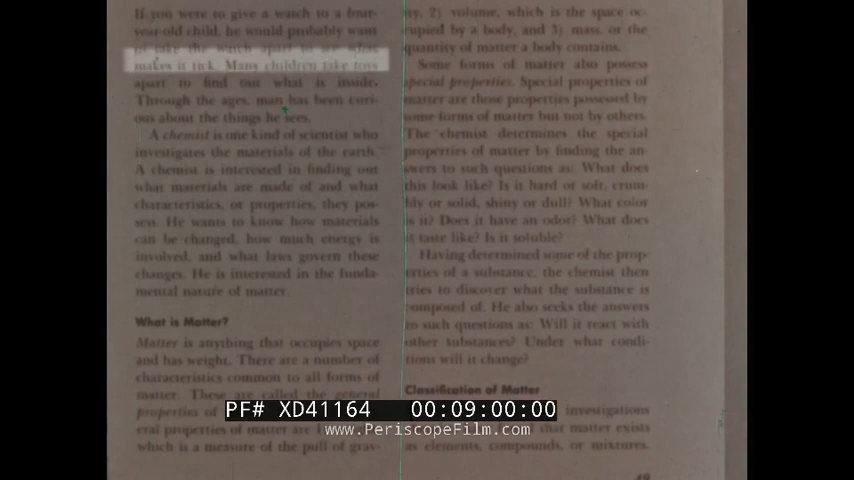 If you were to give a watch to a four-
year-old child, he would probably want
to take the watch apart to see what
makes it tick. Many children take toys
apart to find out what is inside.
Through the ages, man has been curi-
ous about the things he sees.
A chemist is one kind of scientist who
investigates the materials of the earth.
A chemist is interested in finding out
what materials are made of and what
characteristics, or properties, they pos-
sess. He wants to know how materials
can be changed, how much energy is
involved, and what laws govern these
changes. He is interested in the funda-
mental nature of matter.
What is Matter?
Matter is anything that occupies space
and has weight. There are a number of
characteristics common to all forms of
matter. These are called the general
properties of
eral properties of matter are
which is a measure of the pull of grav-
ity, 2) volume, which is the space oc-
cupied by a body, and 3) mass, or the
quantity of matter a body contains.
Some forms of matter also possess
special properties. Special properties of
matter are those properties possessed by
some forms of matter but not by others.
The chemist determines the special
properties of matter by finding the an-
swers to such questions as: What does
this look like? Is it hard or soft, crum-
bly or solid, shiny or dull? What color
is it? Does it have an odor? What does
it taste like? Is it soluble?
Having determined some of the prop-
erties of a substance, the chemist then
tries to discover what the substance is
composed of. He also seeks the answers
to such questions as: Will it react with
other substances? Under what condi-
tions will it change?
Classification of Matter
investigations
that matter exists
as elements, compounds, or mixtures.
49
PF# XD41164 00:09:00:00
www.PeriscopeFilm.com